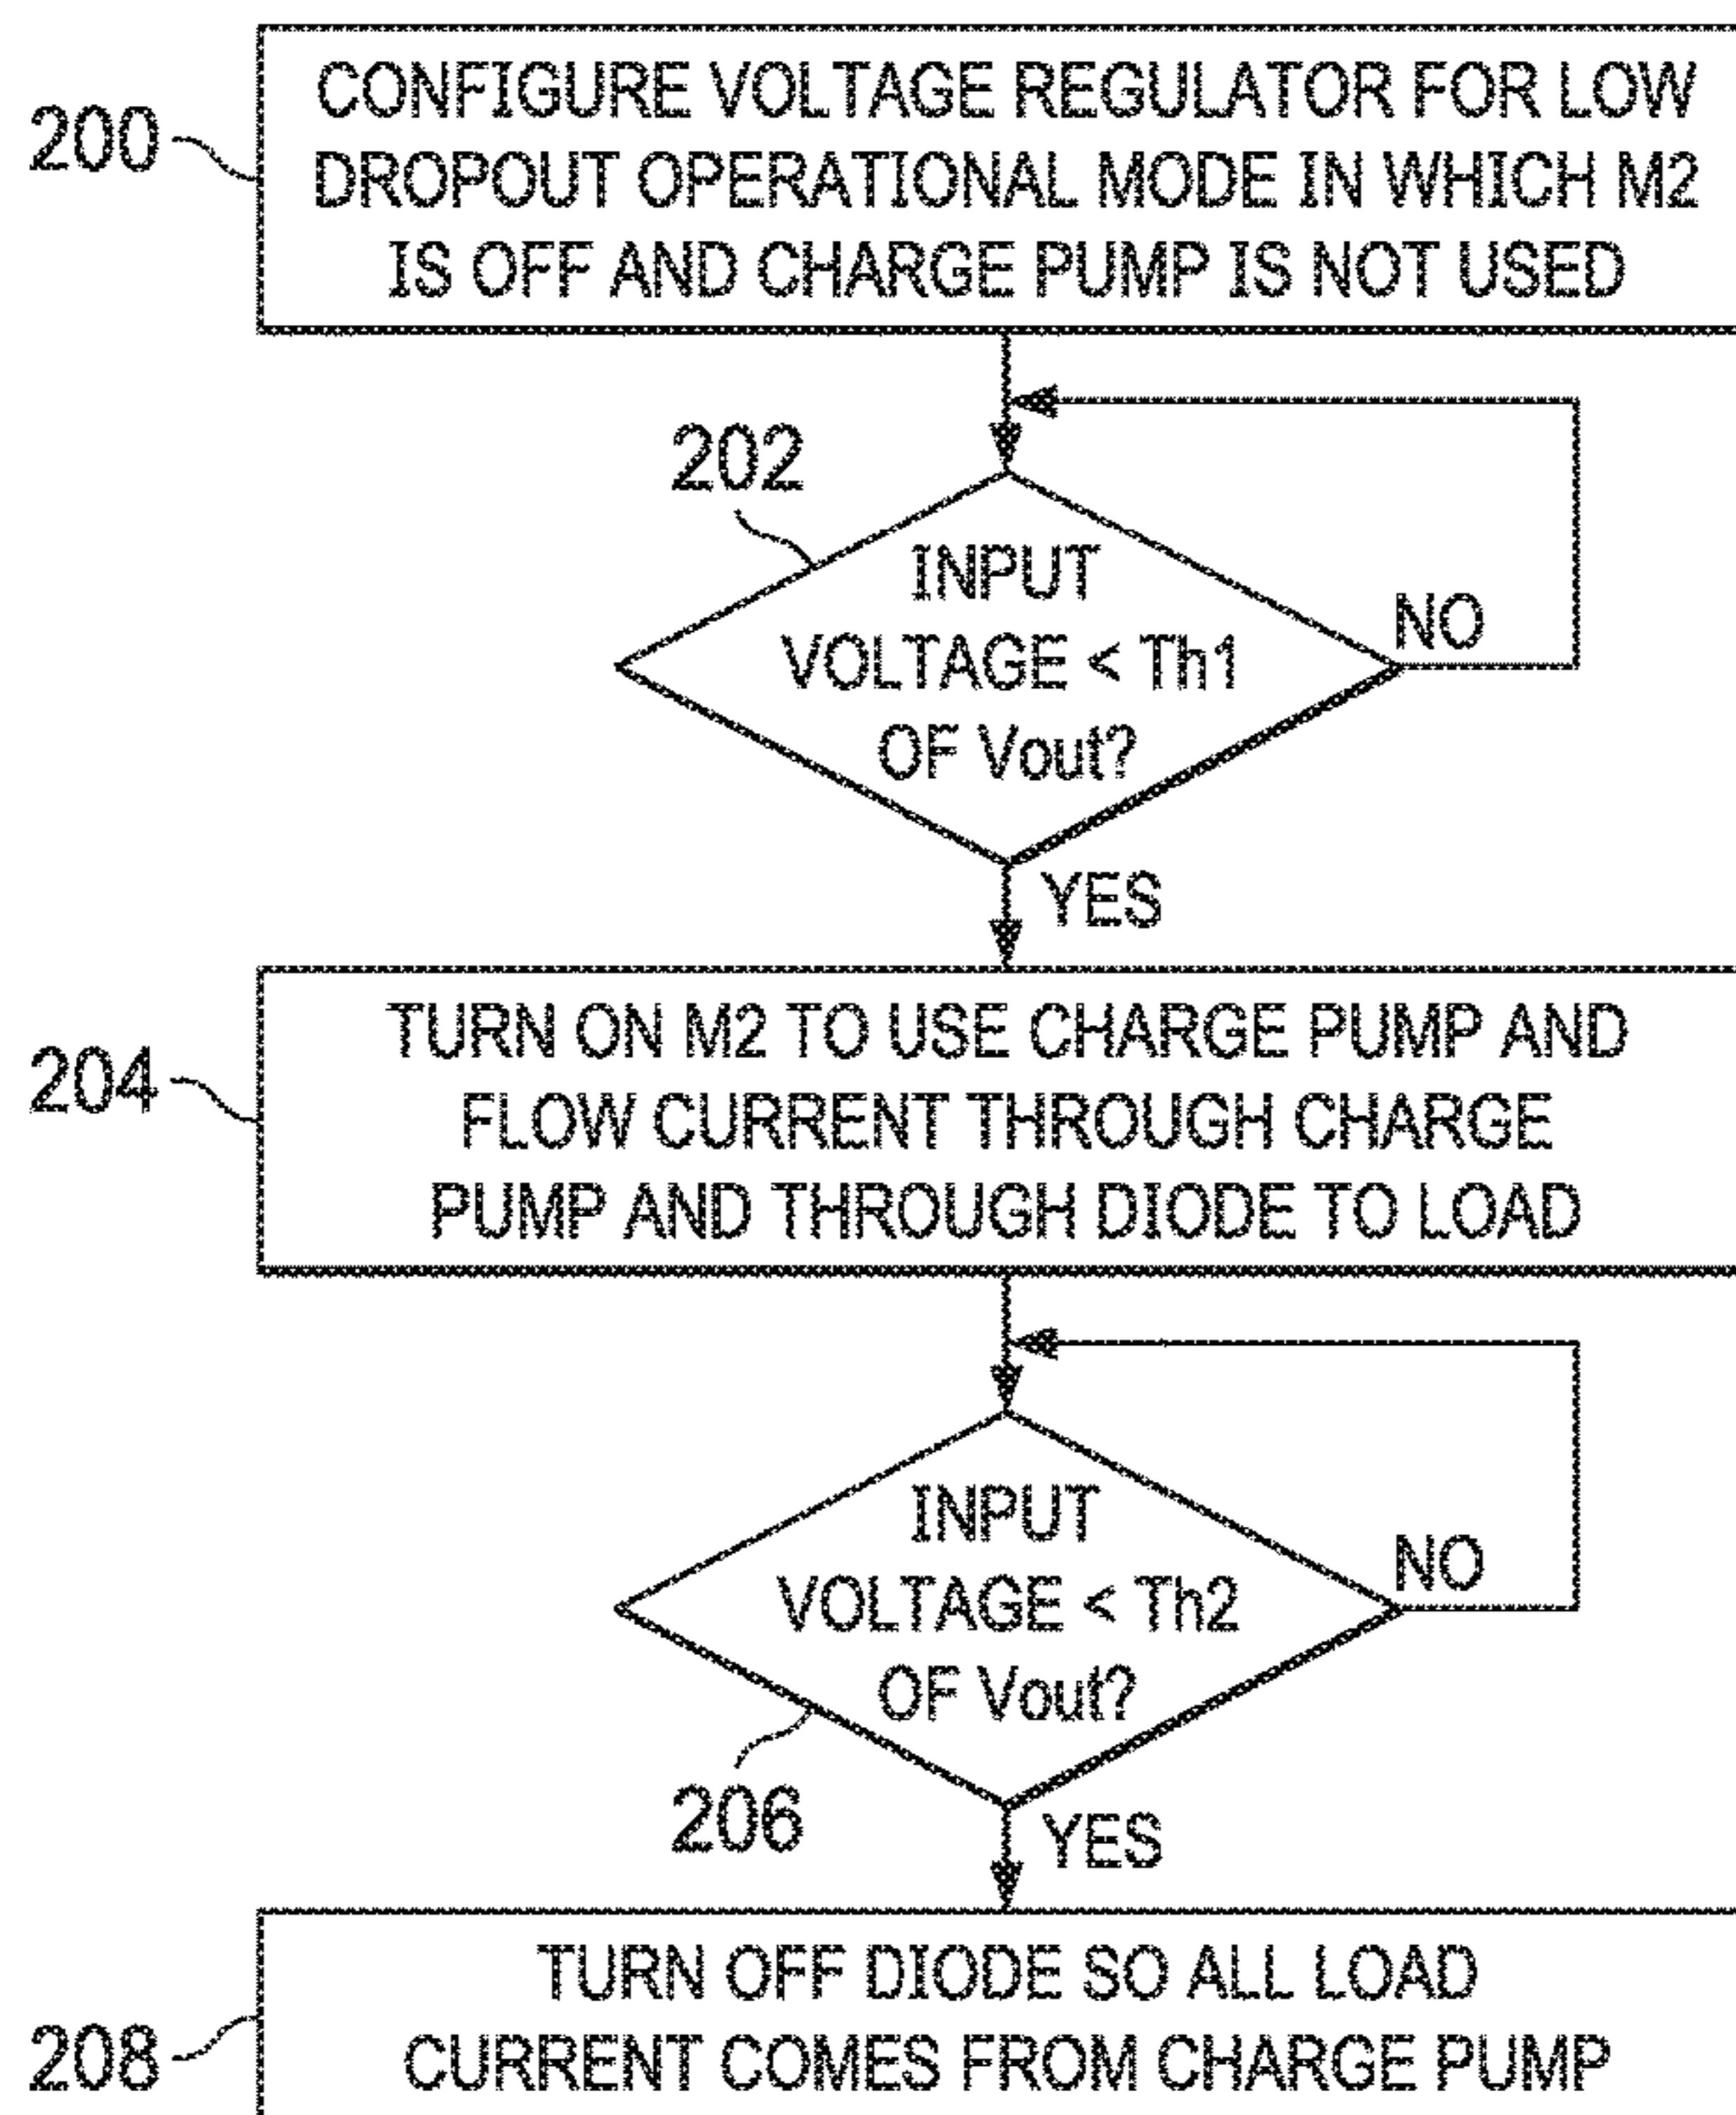 200
CONFIGURE VOLTAGE REGULATOR FOR LOW
DROPOUT OPERATIONAL MODE IN WHICH M2
IS OFF AND CHARGE PUMP IS NOT USED
202
INPUT
VOLTAGE < Th1
OF Vout?
NO
YES
204
TURN ON M2 TO USE CHARGE PUMP AND
FLOW CURRENT THROUGH CHARGE
PUMP AND THROUGH DIODE TO LOAD
INPUT
VOLTAGE < Th2
OF Vout?
NO
206
YES
208
TURN OFF DIODE SO ALL LOAD
CURRENT COMES FROM CHARGE PUMP